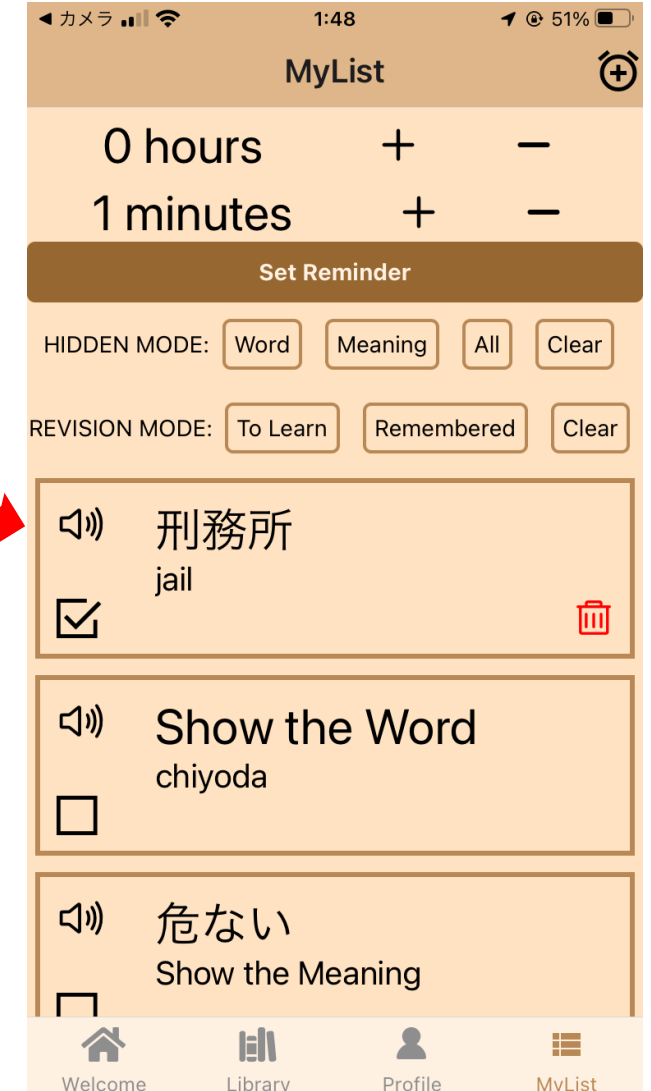 カメラ 1:48 51%
MyList
0 hours + −
1 minutes + −
Set Reminder
HIDDEN MODE: Word Meaning All Clear
REVISION MODE: To Learn Remembered Clear
刑務所
jail
Show the Word
chiyoda
危ない
Show the Meaning
Welcome Library Profile MyList